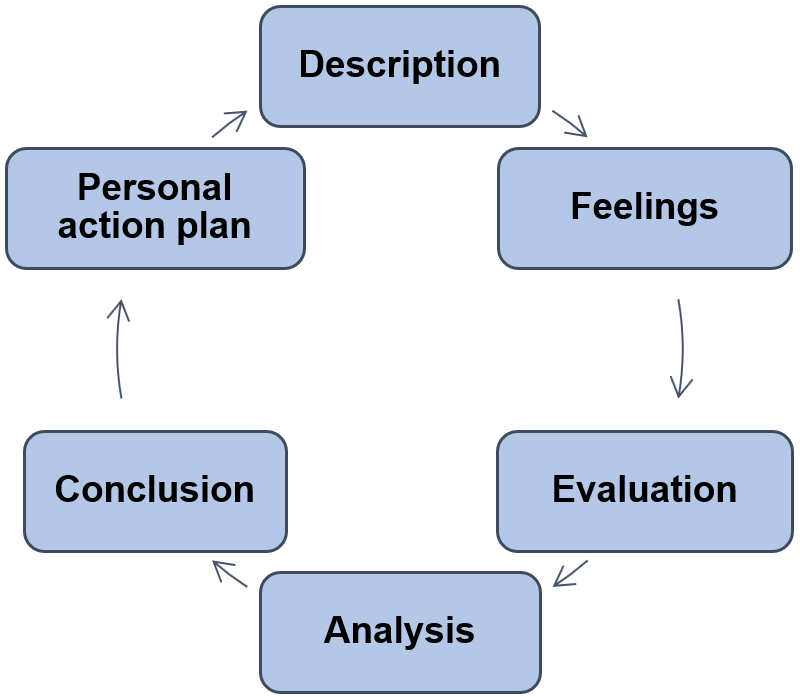 Description
Feelings
Evaluation
Analysis
Conclusion
Personal
action plan